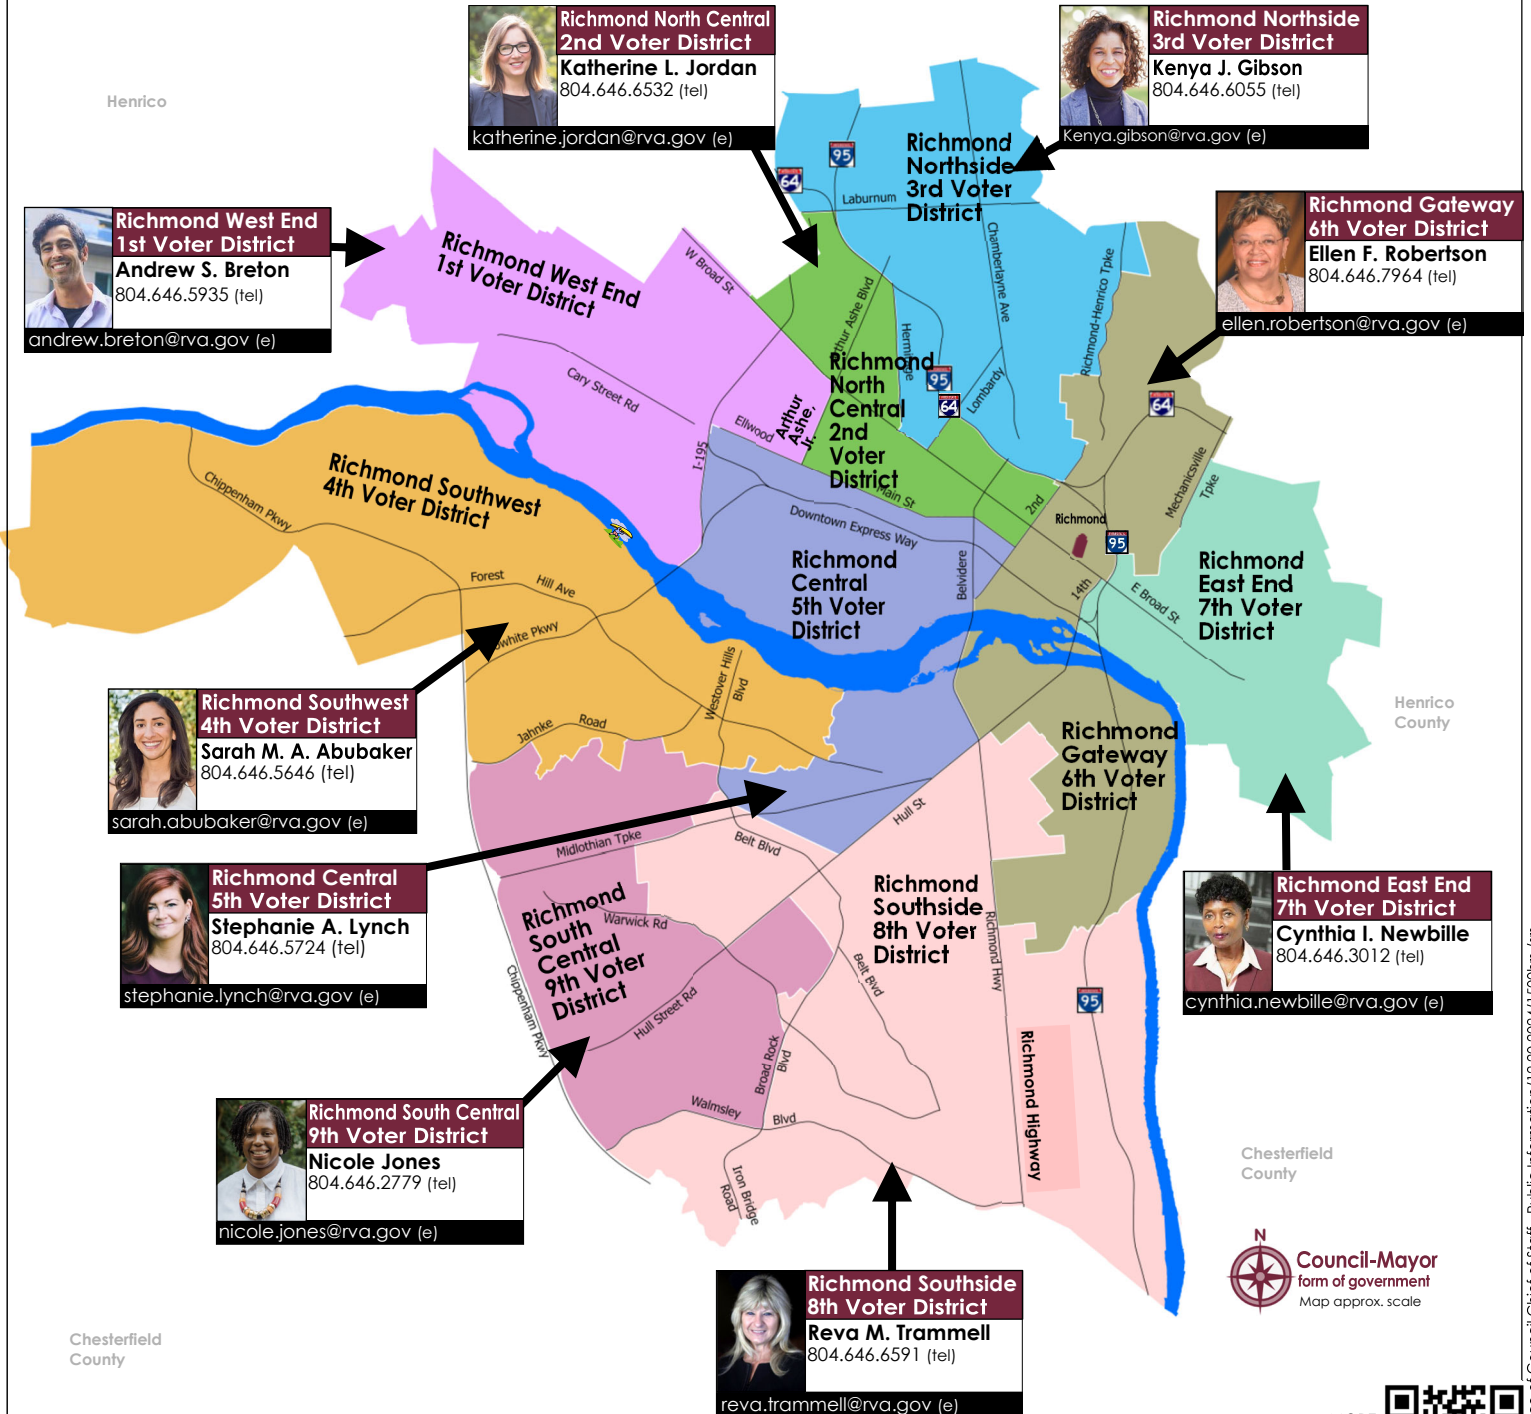 Richmond North Central
2nd Voter District
Katherine L. Jordan
804.646.6532 (tel)
katherine.jordan@rva.gov (e)
Richmond Northside
3rd Voter District
Kenya J. Gibson
804.646.6055 (tel)
Kenya.gibson@rva.gov (e)
Henrico
Richmond West End
1st Voter District
Andrew S. Breton
804.646.5935 (tel)
andrew.breton@rva.gov (e)
Richmond Gateway
6th Voter District
Ellen F. Robertson
804.646.7964 (tel)
ellen.robertson@rva.gov (e)
Richmond
Northside
3rd Voter
District
95
64
Laburnum
Chamberlayne Ave
Richmond-Henrico Tpke
Richmond West End
1st Voter District
W Broad St
Arthur Ashe Blvd
Hermitage
Richmond
North
Central
2nd
Voter
District
95
64
Lombardy
64
Cary Street Rd
Ellwood
Arthur
Ashe,
Jr.
I-195
Main St
2nd
Mechanicsville
Tpke
Richmond
95
Richmond Southwest
4th Voter District
Chippenham Pkwy
Downtown Express Way
Richmond
Central
5th Voter
District
Belvidere
14th
E Broad St
Richmond
East End
7th Voter
District
Forest
Hill Ave
white Pkwy
Westover Hills
Blvd
Jahnke
Road
Richmond Southwest
4th Voter District
Sarah M. A. Abubaker
804.646.5646 (tel)
sarah.abubaker@rva.gov (e)
Henrico
County
Richmond
Gateway
6th Voter
District
Hull St
Belt Blvd
Midlothian Tpke
Richmond Central
5th Voter District
Stephanie A. Lynch
804.646.5724 (tel)
stephanie.lynch@rva.gov (e)
Richmond
South
Central
9th Voter
District
Warwick Rd
Richmond
Southside
8th Voter
District
Richmond Hwy
Belt Blvd
Richmond East End
7th Voter District
Cynthia I. Newbille
804.646.3012 (tel)
cynthia.newbille@rva.gov (e)
95
Chippenham Pkwy
Hull Street Rd
Broad Rock
Blvd
Richmond Highway
Walmsley
Blvd
Iron Bridge
Road
Richmond South Central
9th Voter District
Nicole Jones
804.646.2779 (tel)
nicole.jones@rva.gov (e)
Chesterfield
County
N
Council-Mayor
form of government
Map approx. scale
Richmond Southside
8th Voter District
Reva M. Trammell
804.646.6591 (tel)
reva.trammell@rva.gov (e)
Chesterfield
County